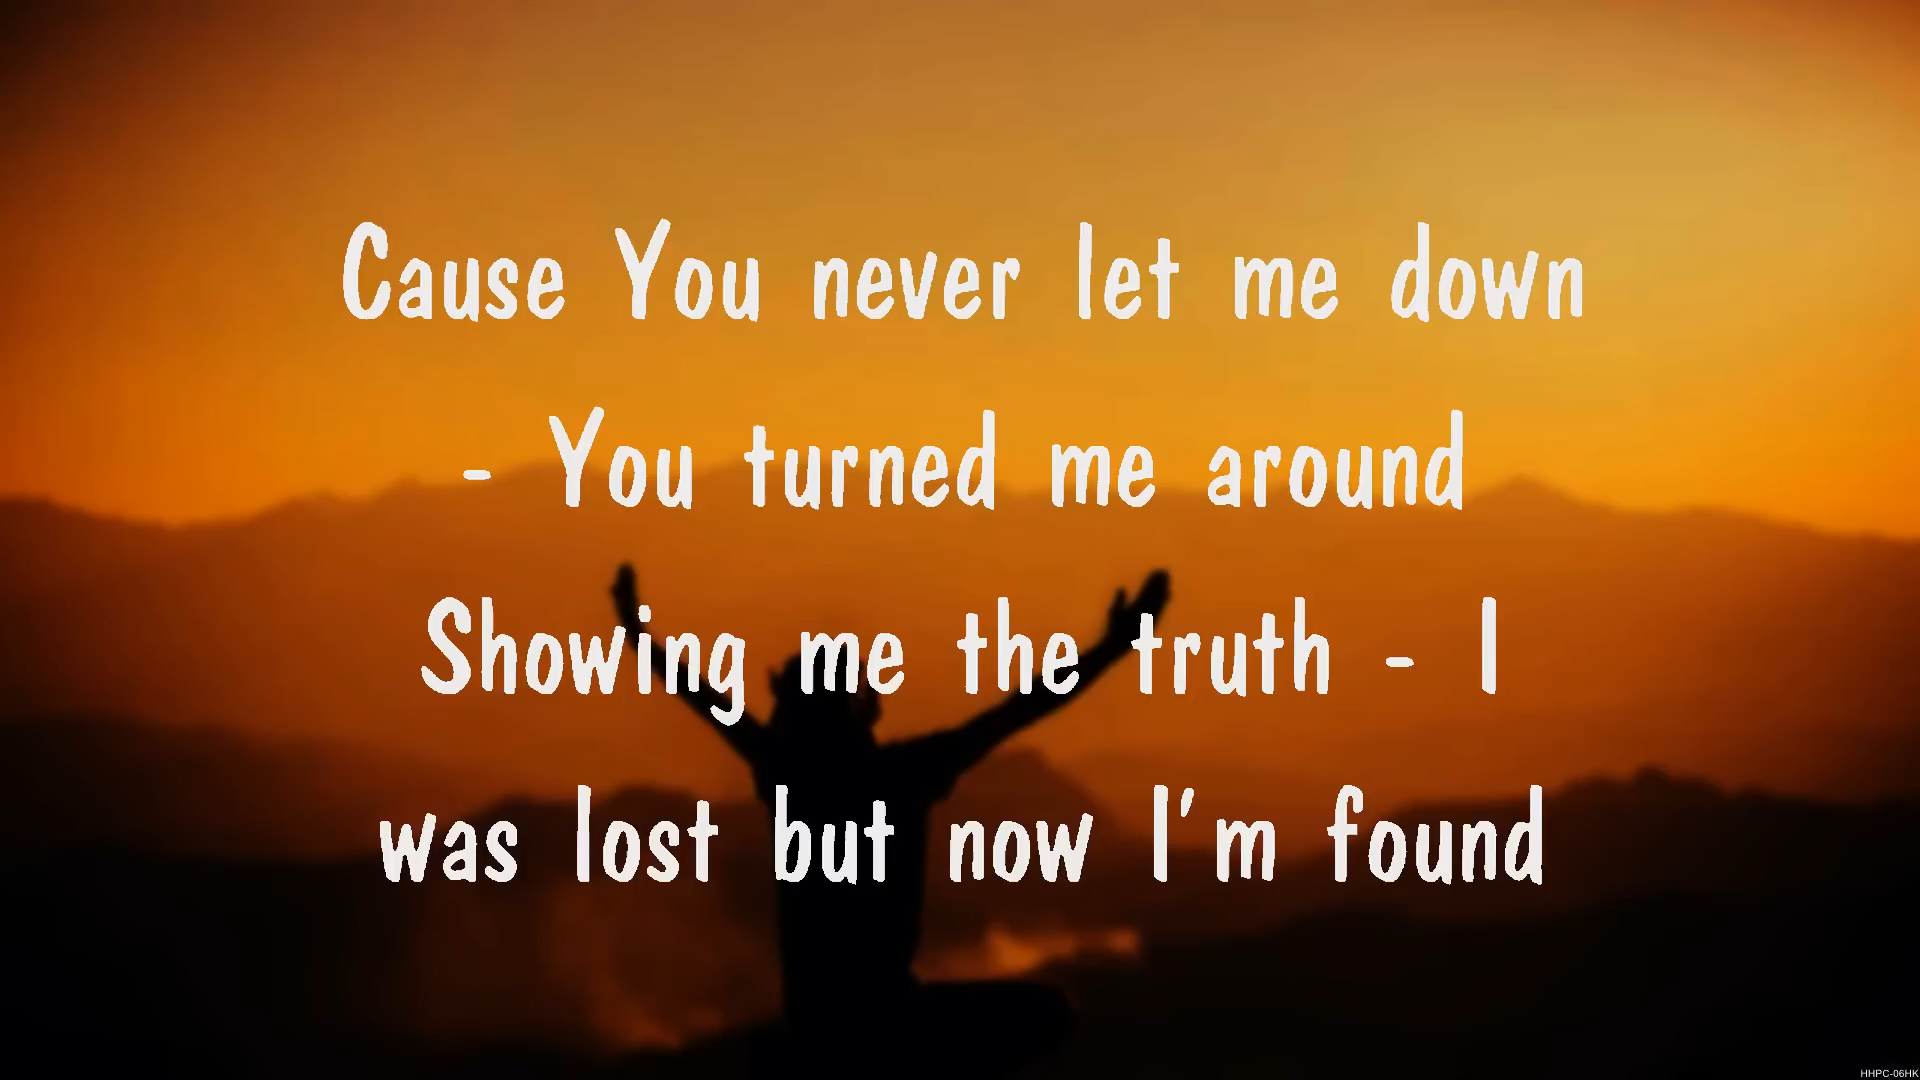 Cause You never let me down
- You turned me around
Showing me the truth - I
was lost but now I'm found
HHPC-06HK